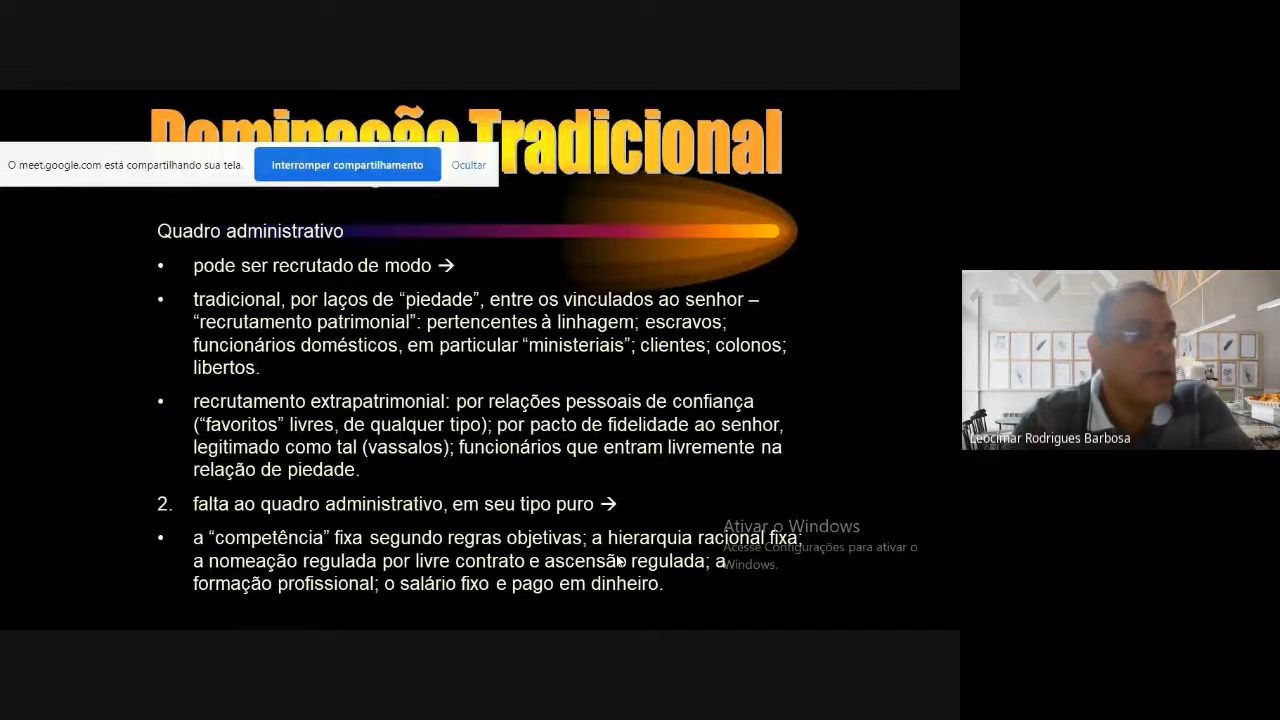 Dominação Tradicional
O meet.google.com está compartilhando sua tela.
Interromper compartilhamento
Ocultar
Quadro administrativo
• pode ser recrutado de modo →
• tradicional, por laços de “piedade”, entre os vinculados ao senhor –
“recrutamento patrimonial”: pertencentes à linhagem; escravos;
funcionários domésticos, em particular “ministeriais”; clientes; colonos;
libertos.
• recrutamento extrapatrimonial: por relações pessoais de confiança
(“favoritos” livres, de qualquer tipo); por pacto de fidelidade ao senhor,
legitimado como tal (vassalos); funcionários que entram livremente na
relação de piedade.
2. falta ao quadro administrativo, em seu tipo puro →
• a “competência” fixa segundo regras objetivas; a hierarquia racional fixa;
a nomeação regulada por livre contrato e ascensão regulada; a
formação profissional; o salário fixo e pago em dinheiro.
Ativar o Windows
Acesse Configurações para ativar o
Windows.
Leocimar Rodrigues Barbosa